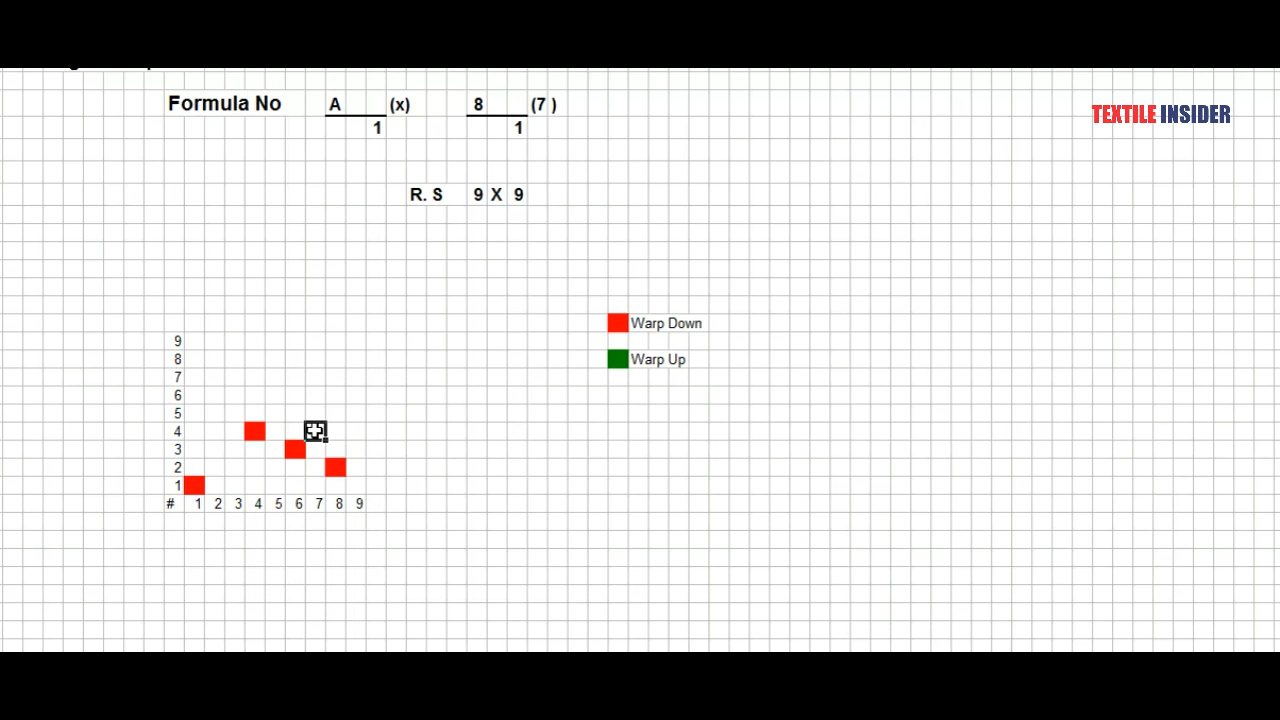 Formula No A (x) 8 (7 )
1 1
TEXTILE INSIDER
R. S 9 X 9
Warp Down
Warp Up
9
8
7
6
5
4
3
2
1
# 1 2 3 4 5 6 7 8 9